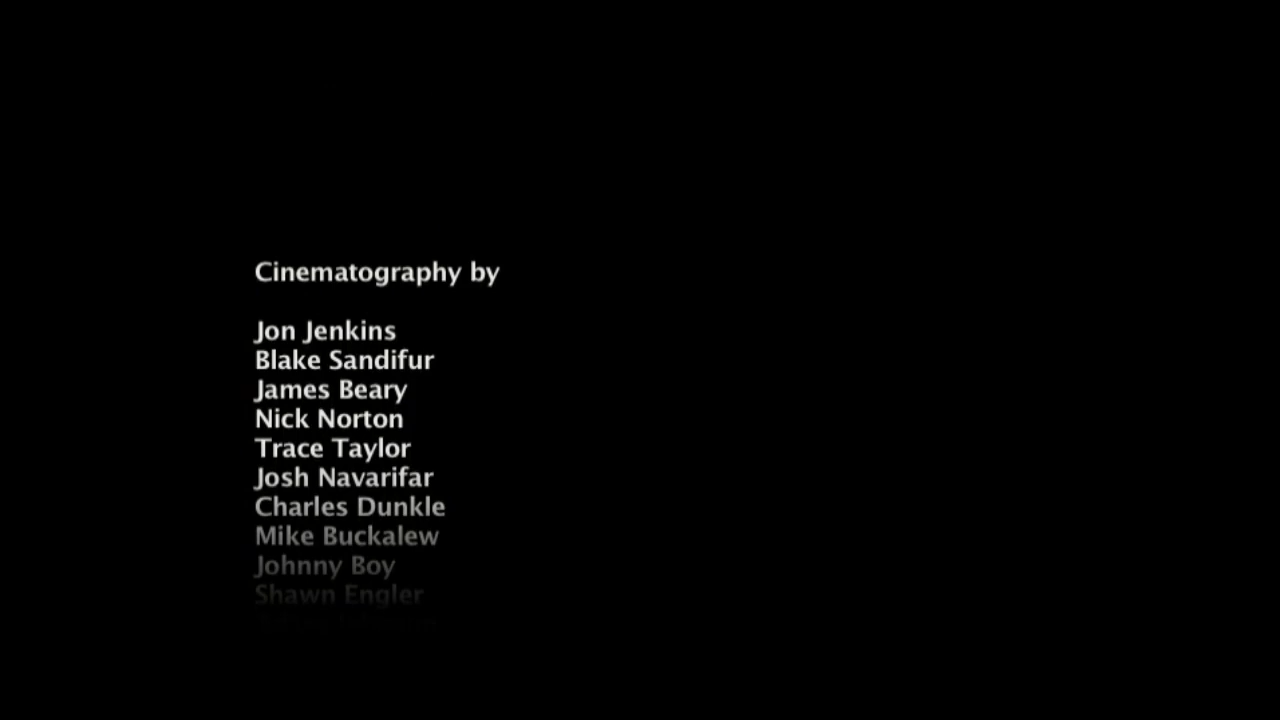 Cinematography by
Jon Jenkins
Blake Sandifur
James Beary
Nick Norton
Trace Taylor
Josh Navarifar
Charles Dunkle
Mike Buckalew
Johnny Boy
Shawn Engler